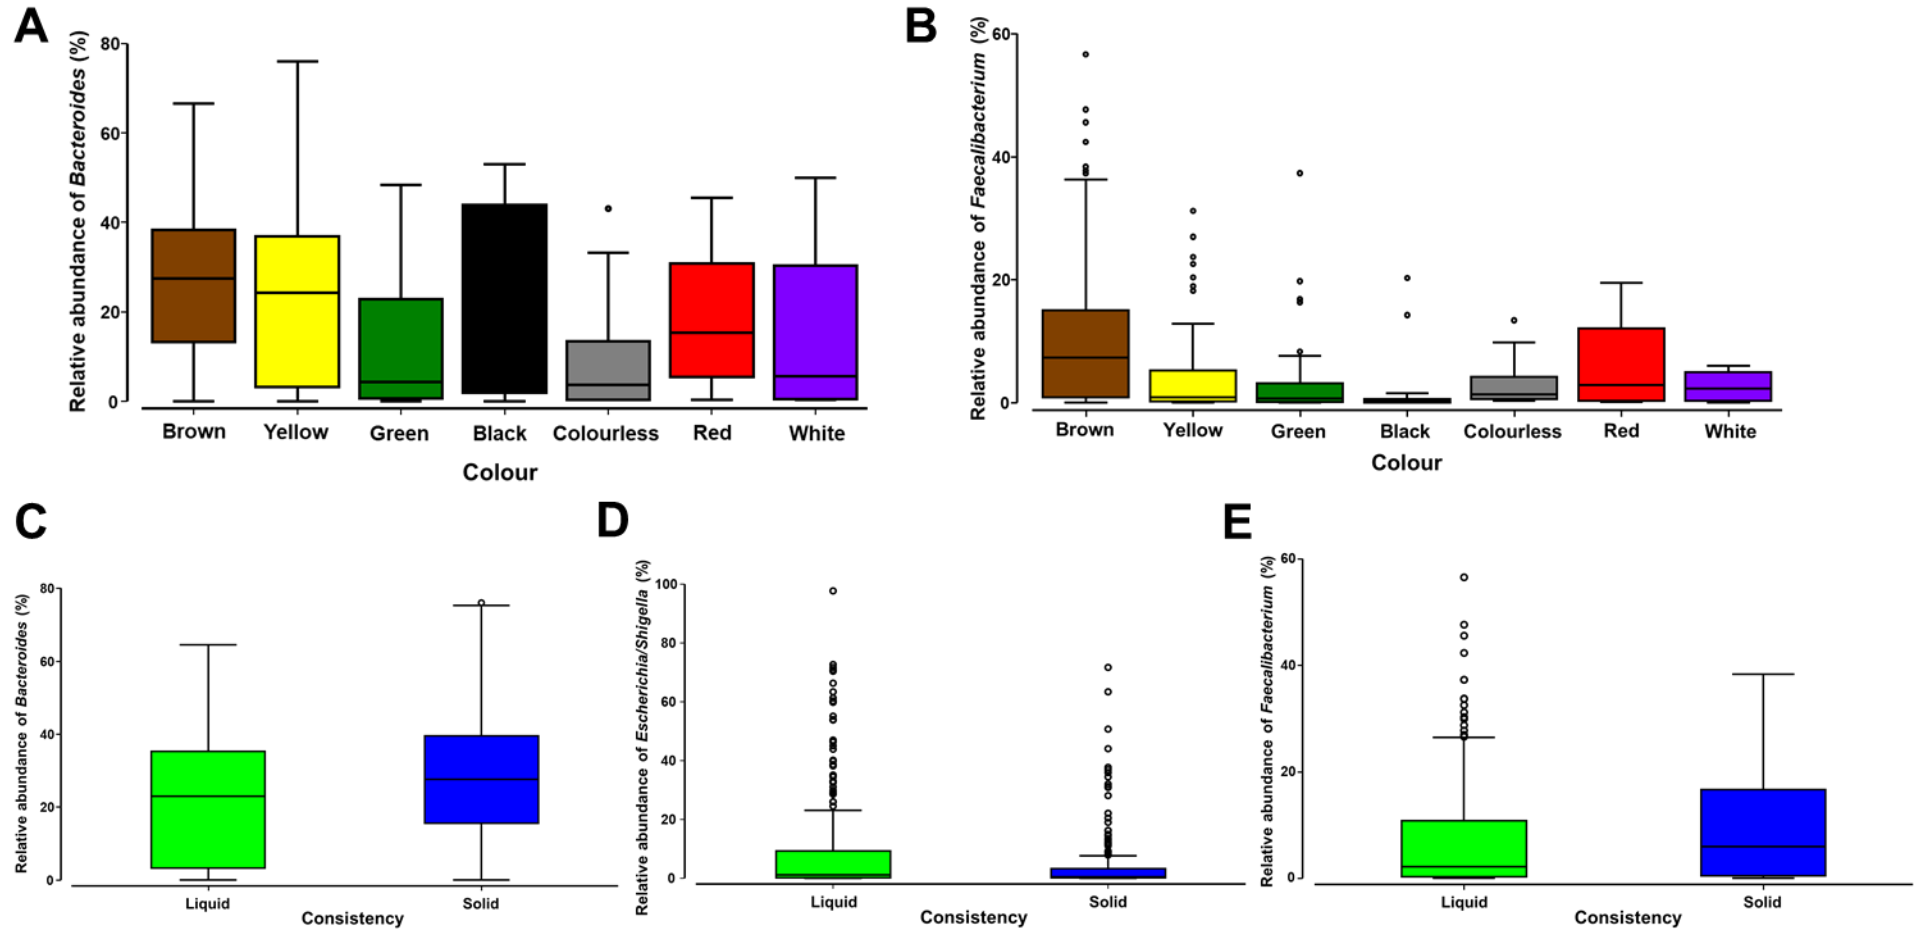 A
Relative abundance of Bacteroides (%)
80
60
40
20
0
Brown Yellow Green Black Colourless Red White
Colour
B
Relative abundance of Faecalibacterium (%)
60
40
20
0
Brown Yellow Green Black Colourless Red White
Colour
C
Relative abundance of Bacteroides (%)
80
60
40
20
0
Liquid Solid
Consistency
D
Relative abundance of Escherichia/Shigella (%)
100
80
60
40
20
0
Liquid Solid
Consistency
E
Relative abundance of Faecalibacterium (%)
60
40
20
0
Liquid Solid
Consistency